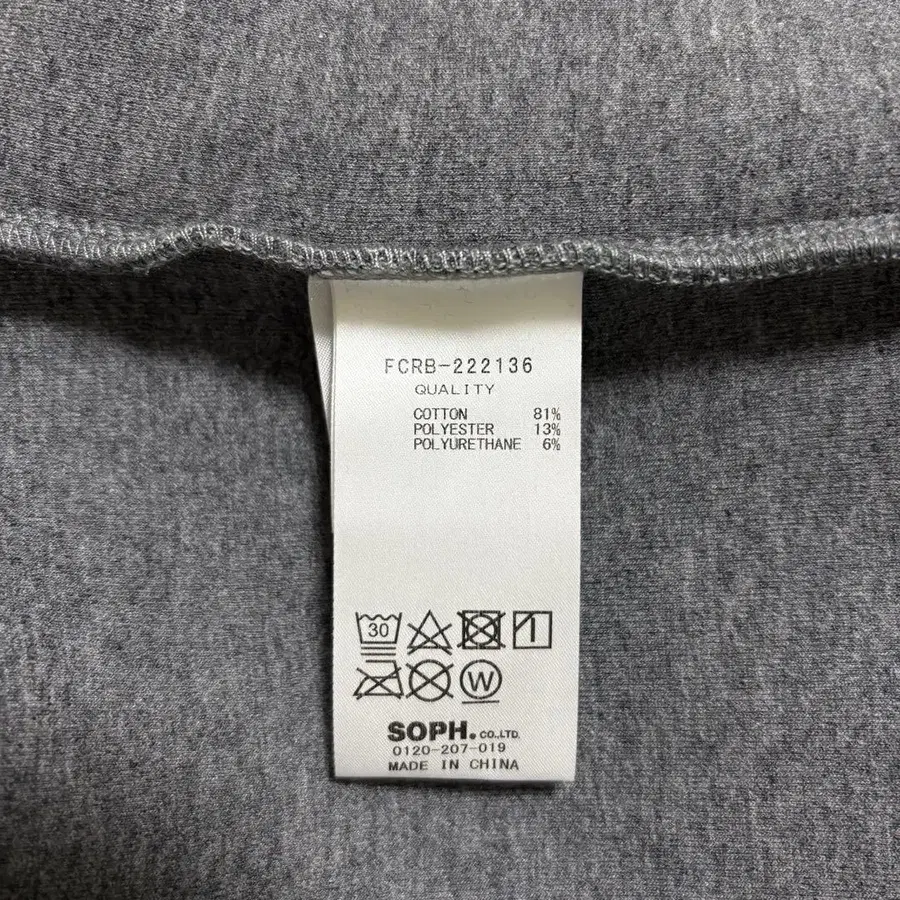 FCRB-222136
QUALITY
COTTON 81%
POLYESTER 13%
POLYURETHANE 6%
30
W
SOPH. CO.,LTD.
0120-207-019
MADE IN CHINA